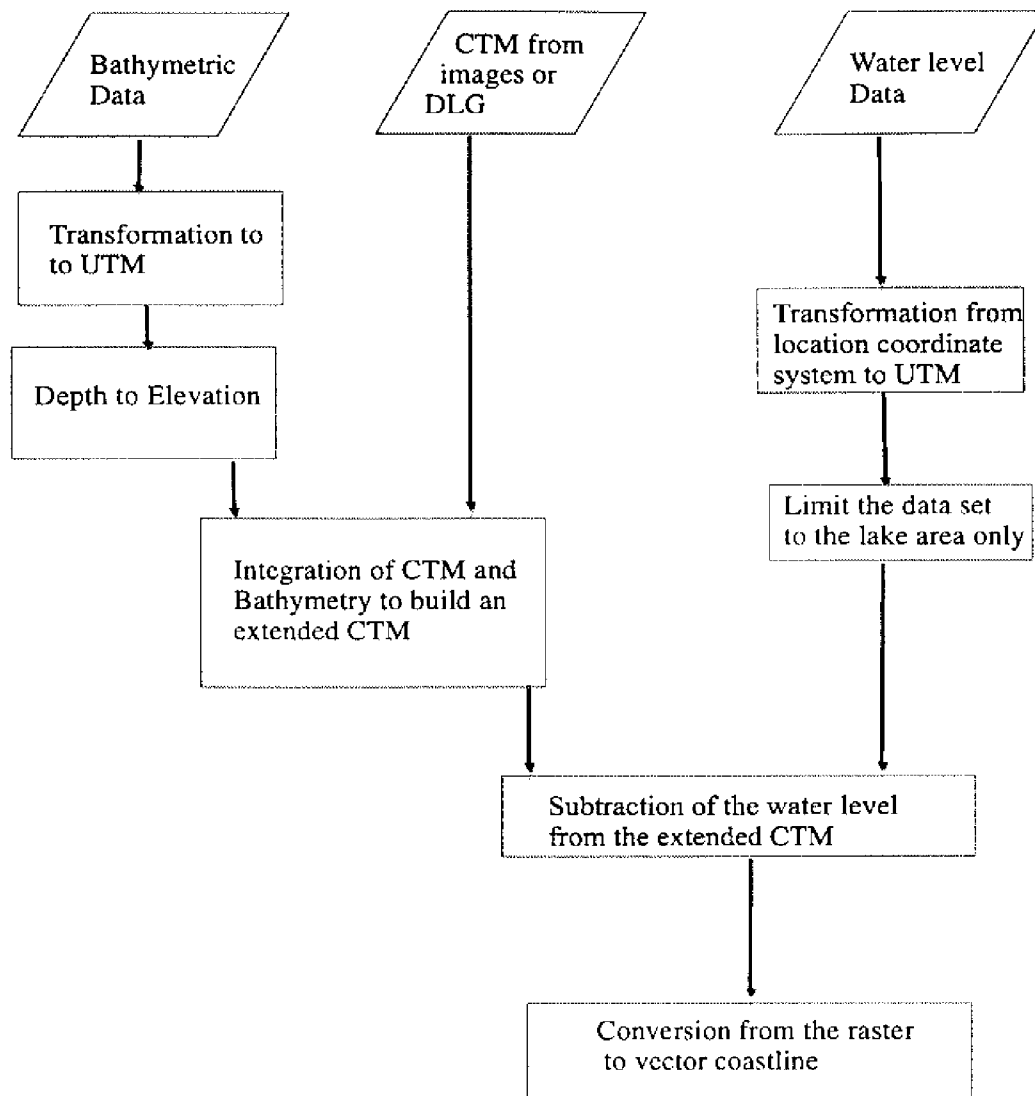 Bathymetric
Data
CTM from
images or
DLG
Water level
Data
Transformation to
to UTM
Transformation from
location coordinate
system to UTM
Depth to Elevation
Limit the data set
to the lake area only
Integration of CTM and
Bathymetry to build an
extended CTM
Subtraction of the water level
from the extended CTM
Conversion from the raster
to vector coastline